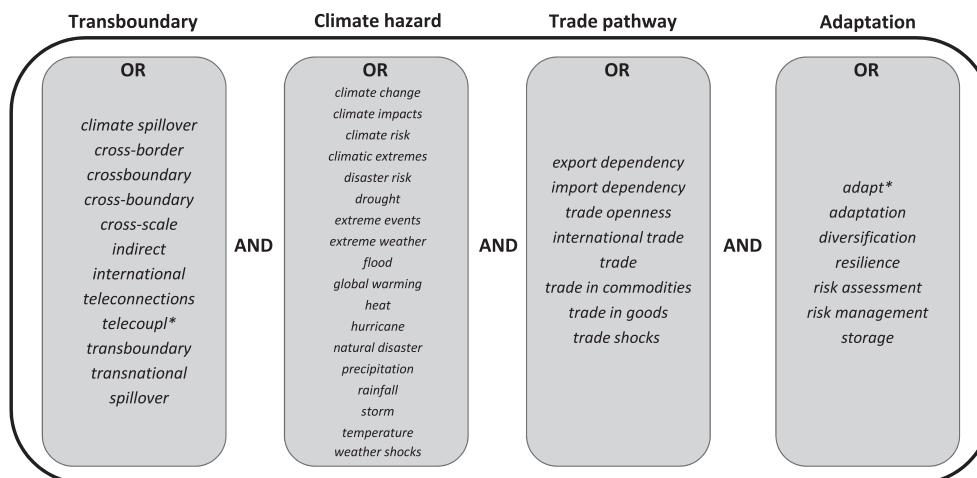 Transboundary
OR
climate spillover
cross-border
crossboundary
cross-boundary
cross-scale
indirect
international
teleconnections
telecoupl*
transboundary
transnational
spillover
AND
Climate hazard
OR
climate change
climate impacts
climate risk
climatic extremes
disaster risk
drought
extreme events
extreme weather
flood
global warming
heat
hurricane
natural disaster
precipitation
rainfall
storm
temperature
weather shocks
AND
Trade pathway
OR
export dependency
import dependency
trade openness
international trade
trade
trade in commodities
trade in goods
trade shocks
AND
Adaptation
OR
adapt*
adaptation
diversification
resilience
risk assessment
risk management
storage